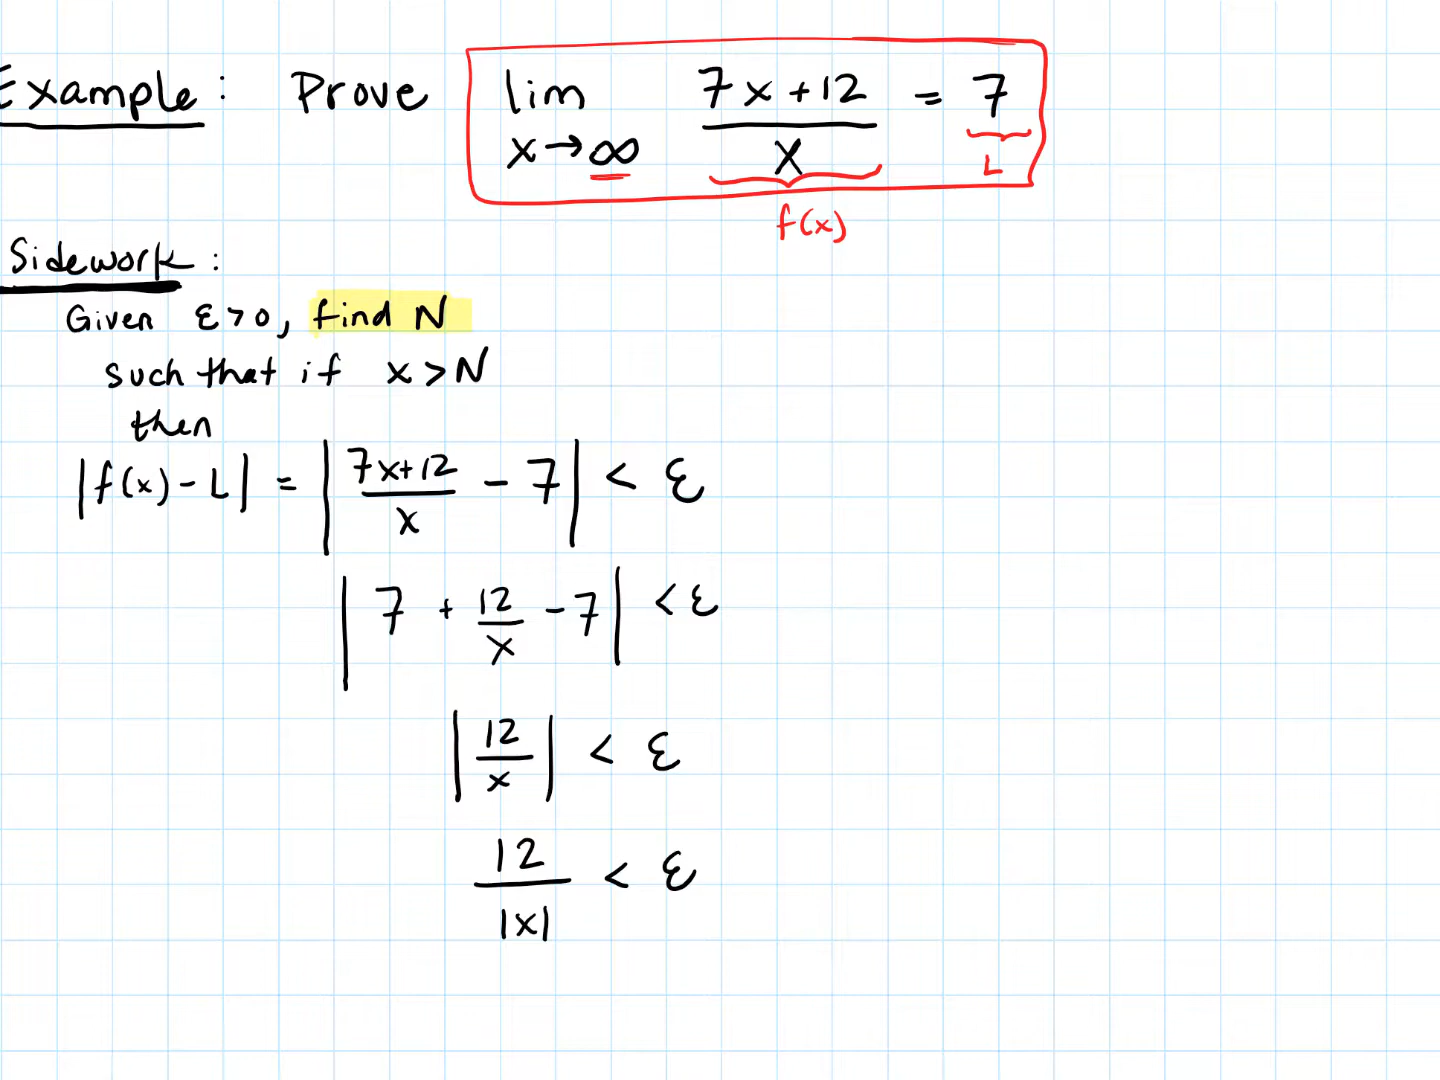 Example: Prove lim x→∞ (7x+12)/x = 7
L
f(x)
Sidework:
Given ε>0, find N
such that if x>N
then
|f(x)-L| = |(7x+12)/x - 7| < ε
|7 + 12/x - 7| < ε
|12/x| < ε
12/|x| < ε